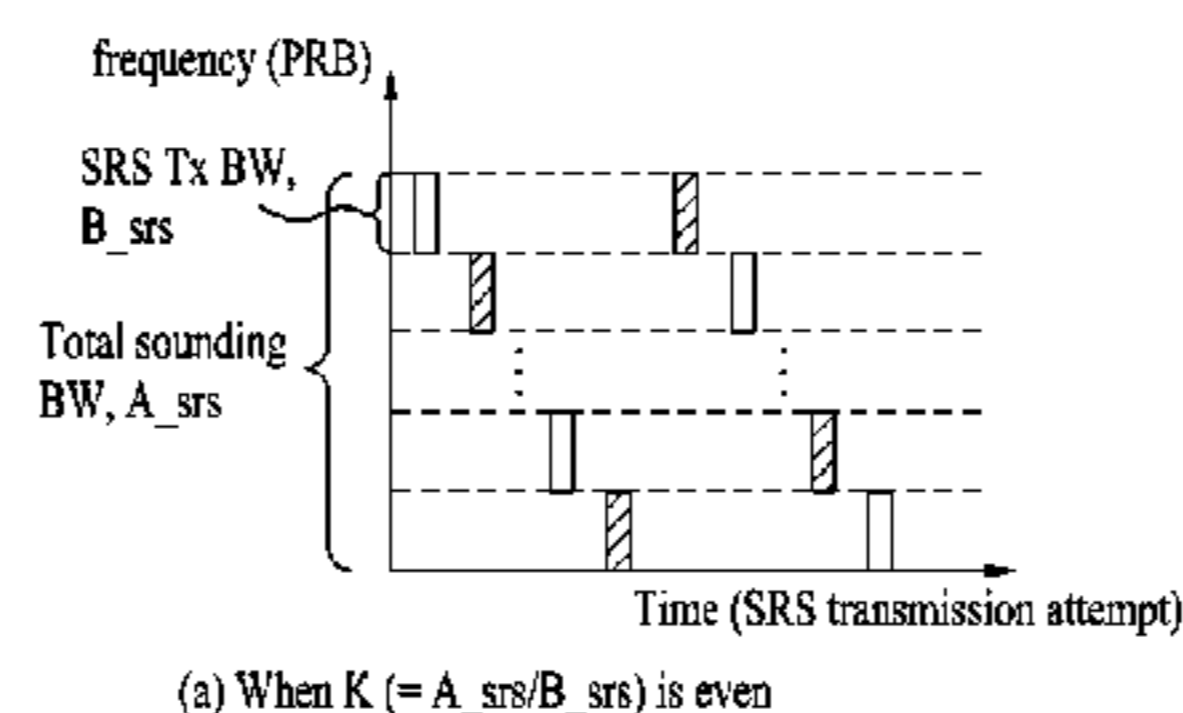 frequency (PRB)
SRS Tx BW,
B_srs
Total sounding
BW, A_srs
Time (SRS transmission attempt)
(a) When K (= A_srs/B_srs) is even